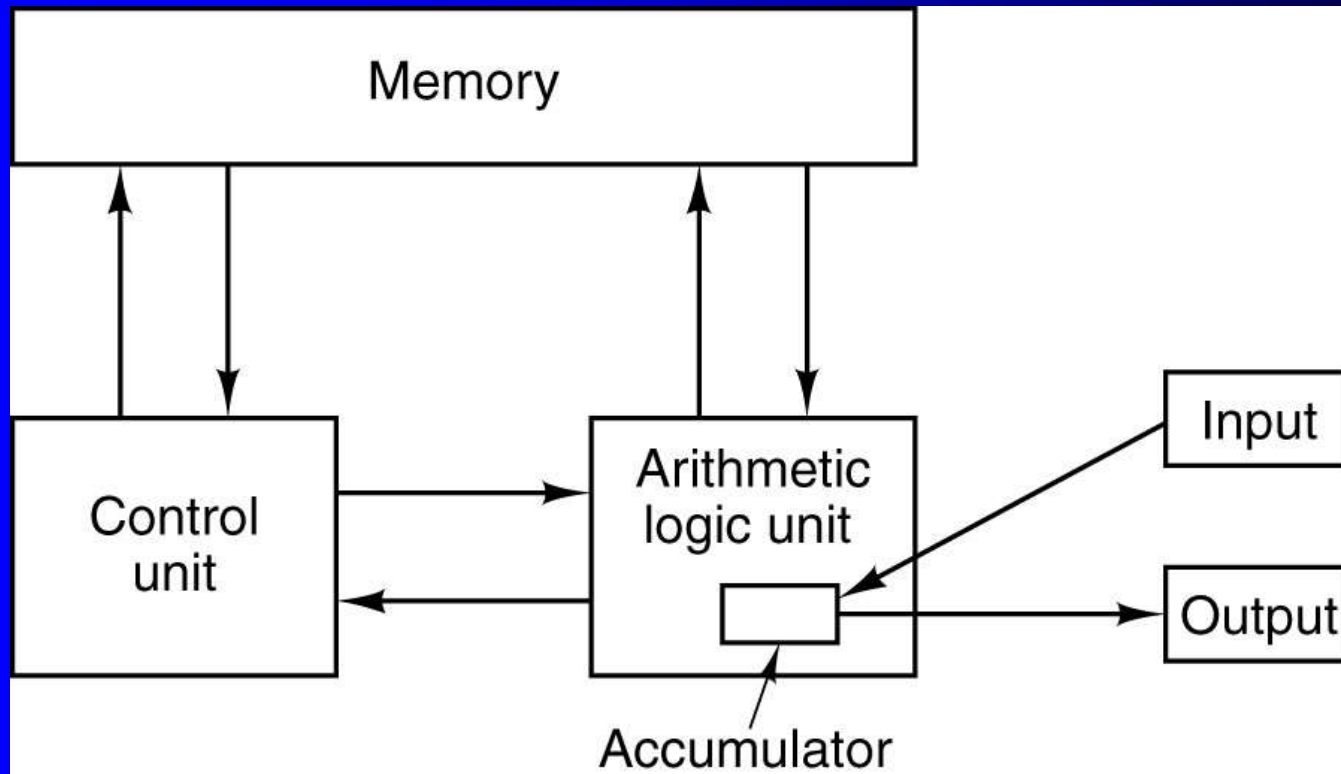 Memory
Control
unit
Arithmetic
logic unit
Input
Output
Accumulator